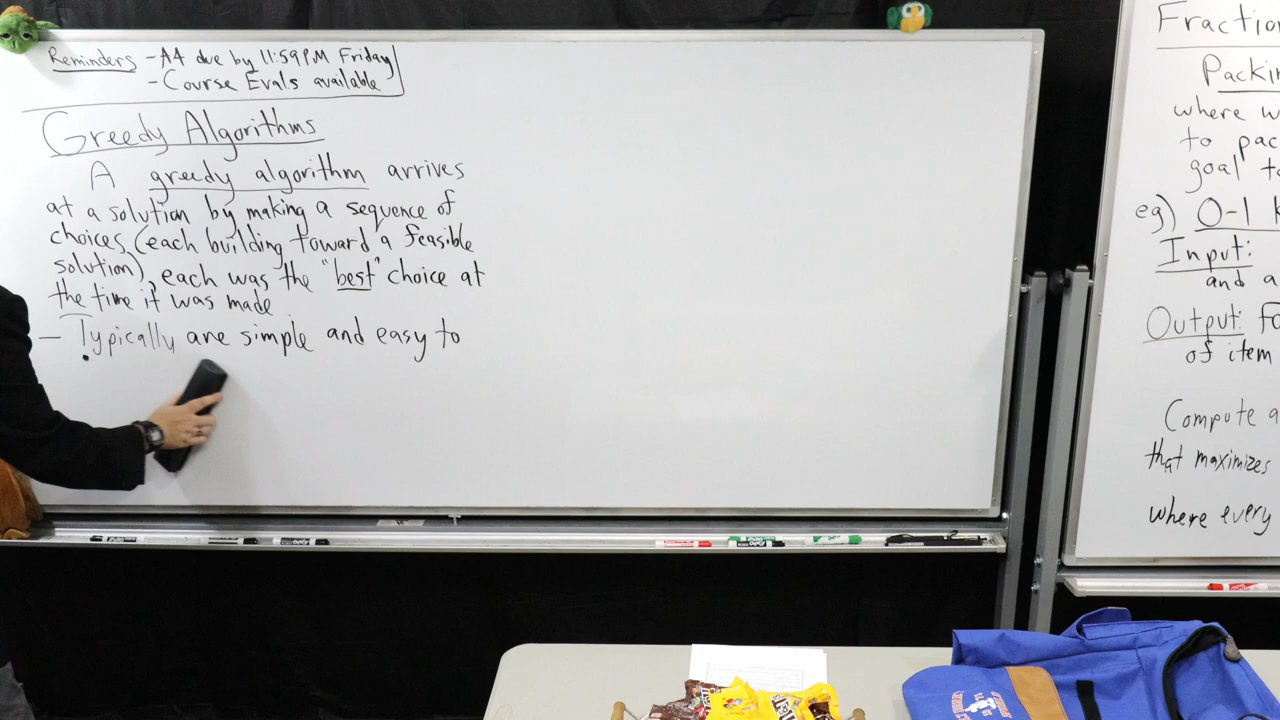 Reminders - A4 due by 11:59P.M Friday
- Course Evals available
Greedy Algorithms
A greedy algorithm arrives
at a solution by making a sequence of
choices (each building toward a feasible
solution), each was the "best" choice at
the time it was made
- Typically are simple and easy to
Fraction
Packin
where w
to pac
goal to
eg) 0-1 k
Input:
and a
Output: Fo
of item
Compute a
that maximizes
where every